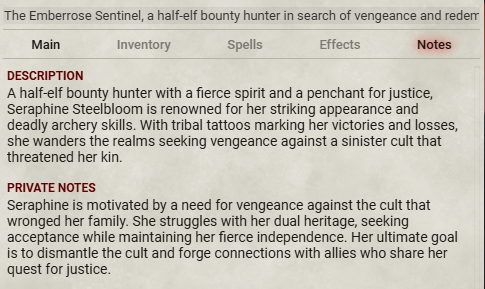 The Emberrose Sentinel, a half-elf bounty hunter in search of vengeance and redem
Main Inventory Spells Effects Notes
DESCRIPTION
A half-elf bounty hunter with a fierce spirit and a penchant for justice,
Seraphine Steelbloom is renowned for her striking appearance and
deadly archery skills. With tribal tattoos marking her victories and losses,
she wanders the realms seeking vengeance against a sinister cult that
threatened her kin.
PRIVATE NOTES
Seraphine is motivated by a need for vengeance against the cult that
wronged her family. She struggles with her dual heritage, seeking
acceptance while maintaining her fierce independence. Her ultimate goal
is to dismantle the cult and forge connections with allies who share her
quest for justice.